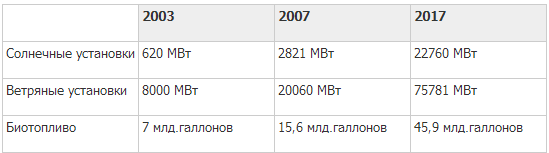 2003 2007 2017
Солнечные установки 620 МВт 2821 МВт 22760 МВт
Ветряные установки 8000 МВт 20060 МВт 75781 МВт
Биотопливо 7 млд.галлонов 15,6 млд.галлонов 45,9 млд.галлонов